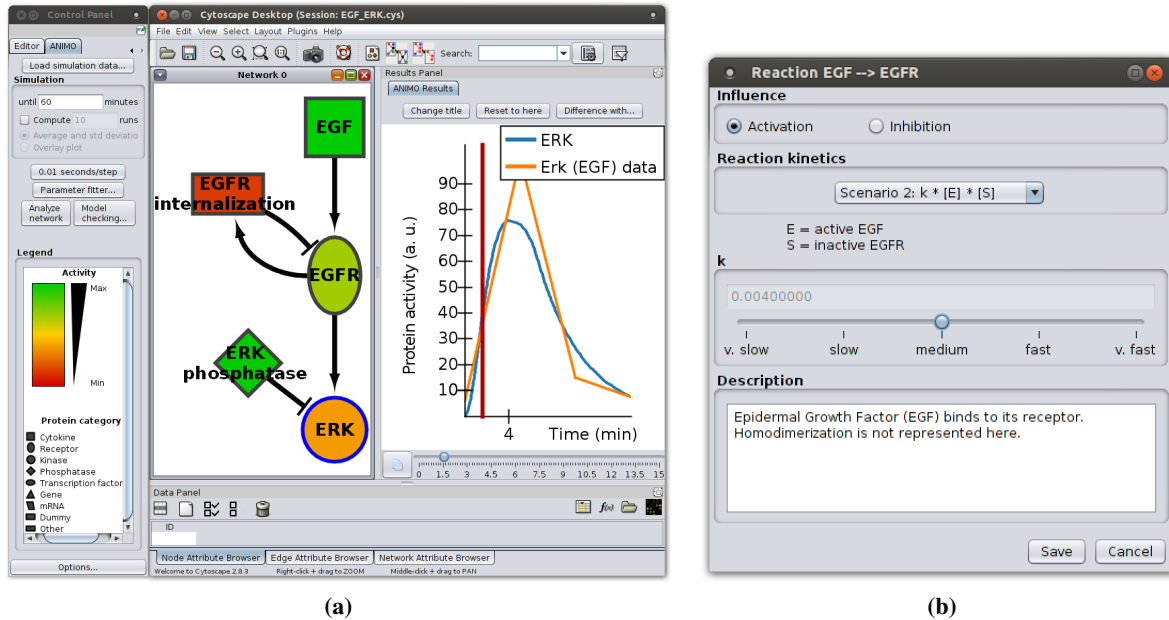 Control Panel
Editor ANIMO
Load simulation data...
Simulation
until 60 minutes
Compute 10 runs
Average and std deviatio
Overlay plot
0.01 seconds/step
Parameter fitter...
Analyze network
Model checking...
Legend
Activity
Max
Min
Protein category
Cytokine
Receptor
Kinase
Phosphatase
Transcription factor
Gene
mRNA
Dummy
Other
Options...
Cytoscape Desktop (Session: EGF_ERK.cys)
File Edit View Select Layout Plugins Help
Search:
Network 0
EGF
EGFR
internalization
EGFR
ERK
phosphatase
ERK
Results Panel
ANIMO Results
Change title Reset to here Difference with...
ERK
Erk (EGF) data
Protein activity (a. u.)
90
80
70
60
50
40
30
20
10
4 Time (min)
0 1.5 3 4.5 6 7.5 9 10.5 12 13.5 15
Data Panel
f(x)
ID
Node Attribute Browser Edge Attribute Browser Network Attribute Browser
Welcome to Cytoscape 2.8.3 Right-click + drag to ZOOM Middle-click + drag to PAN
(a)
Reaction EGF --> EGFR
Influence
Activation Inhibition
Reaction kinetics
Scenario 2: k * [E] * [S]
E = active EGF
S = inactive EGFR
k
0.00400000
v. slow slow medium fast v. fast
Description
Epidermal Growth Factor (EGF) binds to its receptor.
Homodimerization is not represented here.
Save Cancel
(b)